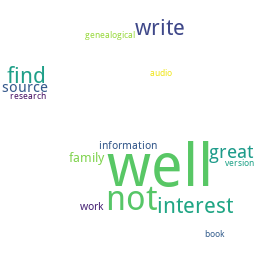 write
genealogical
find
audio
source
research
information
great
family
well
version
work
not
interest
book